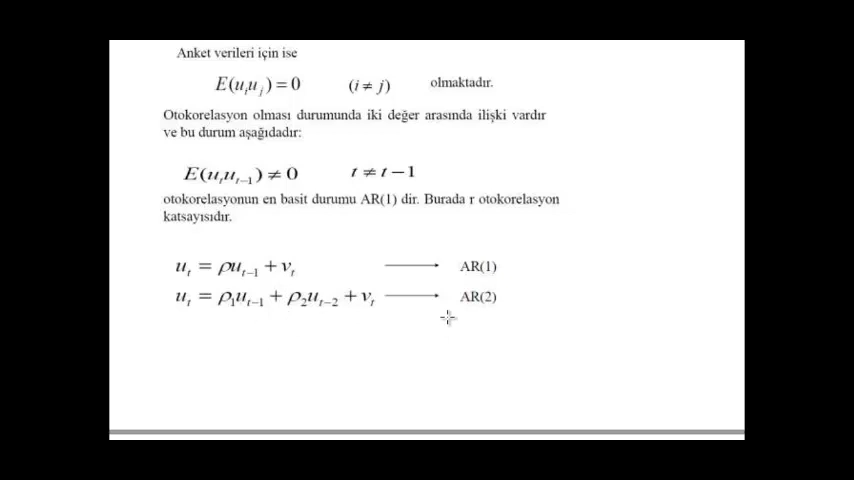 Anket verileri için ise
E(uᵢuⱼ) = 0 (i ≠ j) olmaktadır.
Otokorelasyon olması durumunda iki değer arasında ilişki vardır
ve bu durum aşağıdadır:
E(uₜuₜ₋₁) ≠ 0 t ≠ t − 1
otokorelasyonun en basit durumu AR(1) dir. Burada r otokorelasyon
katsayısıdır.
uₜ = ρuₜ₋₁ + vₜ ⟶ AR(1)
uₜ = ρ₁uₜ₋₁ + ρ₂uₜ₋₂ + vₜ ⟶ AR(2)